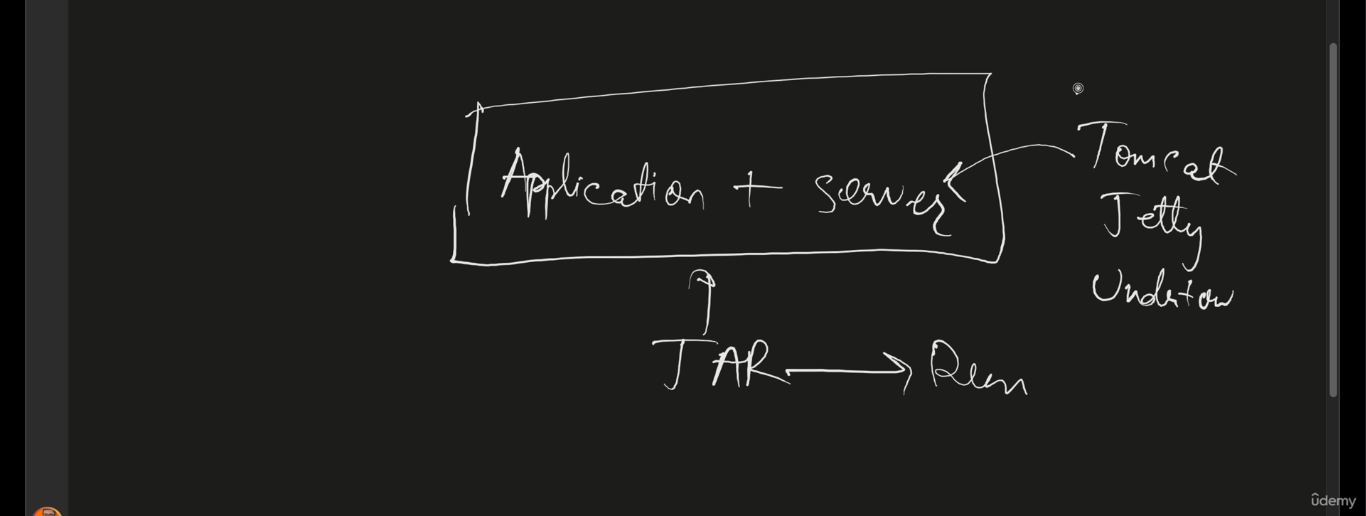 Application + server
Tomcat
Jetty
Undertow
JAR → Run
ûdemy